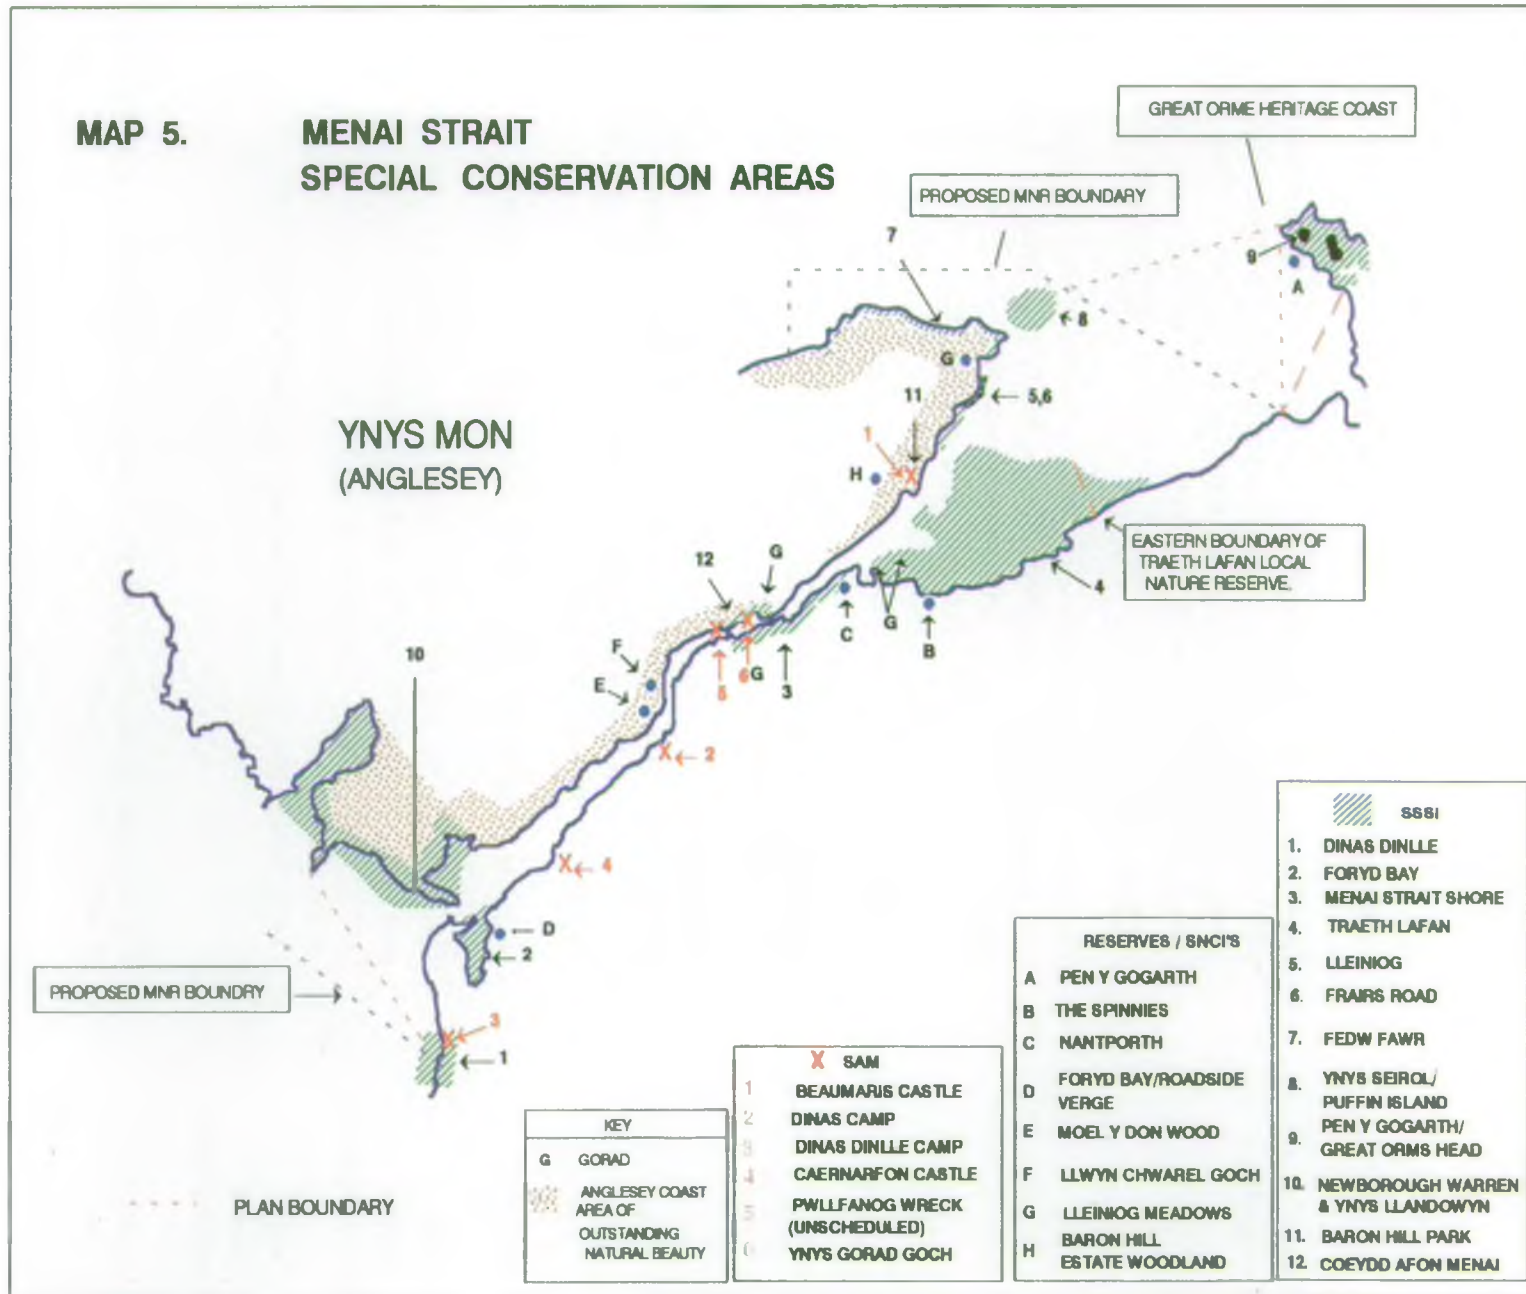 MAP 5. MENAI STRAIT
SPECIAL CONSERVATION AREAS
GREAT ORME HERITAGE COAST
PROPOSED MNR BOUNDARY
7
9
A
8
G
5,6
11
1
H
YNYS MON
(ANGLESEY)
EASTERN BOUNDARY OF
TRAETH LAFAN LOCAL
NATURE RESERVE.
4
12
G
C
G
B
F
E
5
6
G
3
10
2
4
D
2
PROPOSED MNR BOUNDRY
3
1
PLAN BOUNDARY
KEY
G GORAD
ANGLESEY COAST
AREA OF
OUTSTANDING
NATURAL BEAUTY
X SAM
1 BEAUMARIS CASTLE
2 DINAS CAMP
3 DINAS DINLLE CAMP
4 CAERNARFON CASTLE
5 PWLLFANOG WRECK
(UNSCHEDULED)
6 YNYS GORAD GOCH
RESERVES / SNCI'S
A PEN Y GOGARTH
B THE SPINNIES
C NANTPORTH
D FORYD BAY/ROADSIDE
VERGE
E MOEL Y DON WOOD
F LLWYN CHWAREL GOCH
G LLEINIOG MEADOWS
H BARON HILL
ESTATE WOODLAND
SSSI
1. DINAS DINLLE
2. FORYD BAY
3. MENAI STRAIT SHORE
4. TRAETH LAFAN
5. LLEINIOG
6. FRAIRS ROAD
7. FEDW FAWR
8. YNYS SEIROL/
PUFFIN ISLAND
9. PEN Y GOGARTH/
GREAT ORMS HEAD
10. NEWBOROUGH WARREN
& YNYS LLANDOWYN
11. BARON HILL PARK
12 COEYDD AFON MENAI